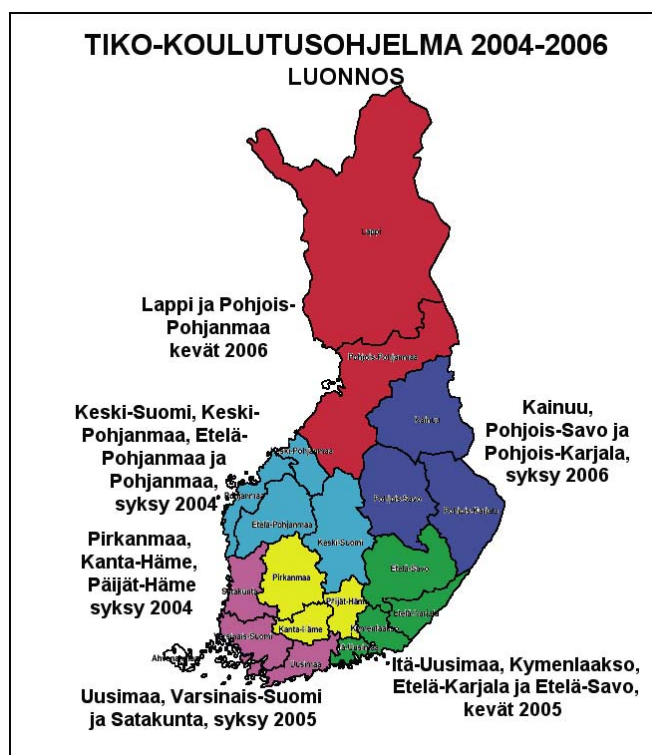 TIKO-KOULUTUSOHJELMA 2004-2006
LUONNOS
Lappi
Lappi ja Pohjois-
Pohjanmaa
kevät 2006
Pohjois-Pohjanmaa
Keski-Suomi, Keski-
Pohjanmaa, Etelä-
Pohjanmaa ja
Pohjanmaa,
syksy 2004
Kainuu
Kainuu,
Pohjois-Savo ja
Pohjois-Karjala,
syksy 2006
Keski-Pohjanmaa
Pohjois-Savo
Pohjois-Karjala
Pohjanmaa
Etelä-Pohjanmaa
Keski-Suomi
Pirkanmaa,
Kanta-Häme,
Päijät-Häme
syksy 2004
Etelä-Savo
Pirkanmaa
Satakunta
Päijät-Häme
Etelä-Karjala
Kanta-Häme
Kymenlaakso
Varsinais-Suomi
Itä-Uusimaa
Uusimaa
Itä-Uusimaa, Kymenlaakso,
Etelä-Karjala ja Etelä-Savo,
kevät 2005
Uusimaa, Varsinais-Suomi
ja Satakunta, syksy 2005